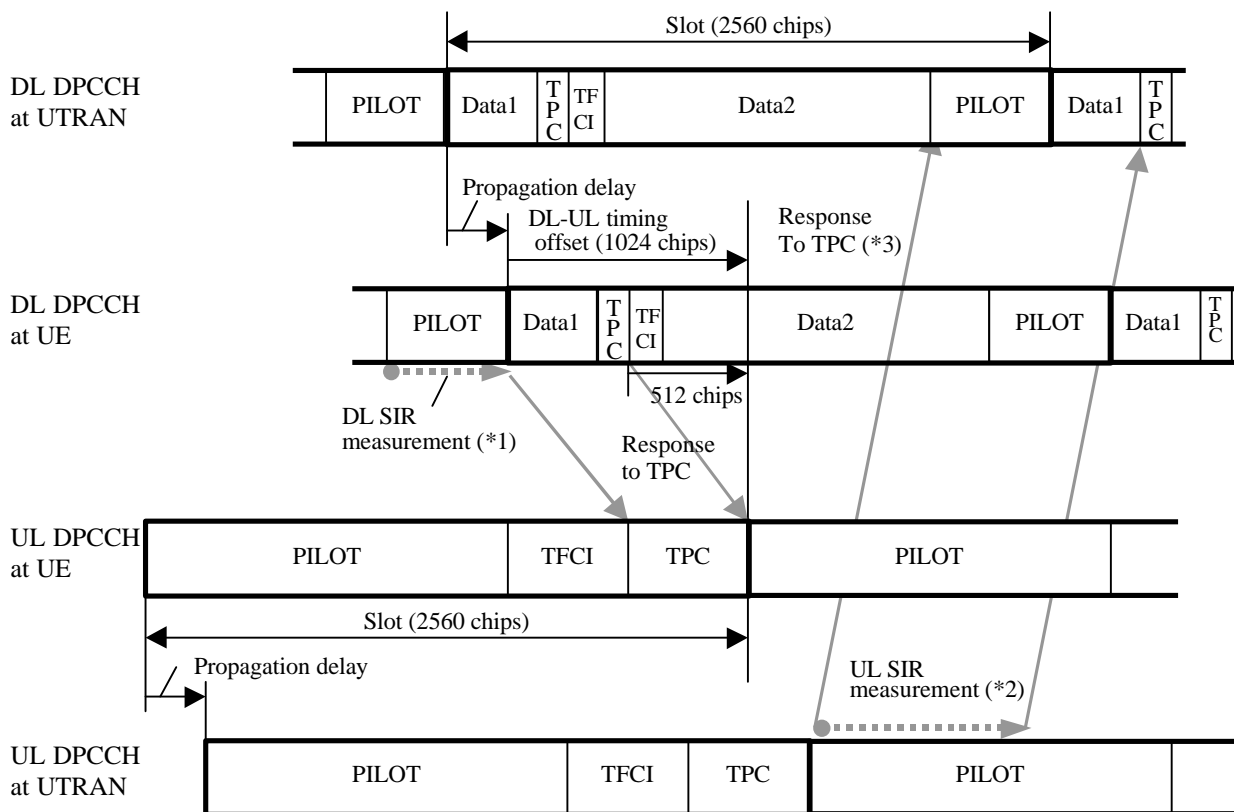 Slot (2560 chips)
DL DPCCH
at UTRAN
PILOT
Data1
T
P
C
TF
CI
Data2
PILOT
Data1
T
P
C
Propagation delay
DL-UL timing
offset (1024 chips)
Response
To TPC (*3)
DL DPCCH
at UE
PILOT
Data1
T
P
C
TF
CI
Data2
PILOT
Data1
T
P
C
512 chips
DL SIR
measurement (*1)
Response
to TPC
UL DPCCH
at UE
PILOT
TFCI
TPC
PILOT
Slot (2560 chips)
Propagation delay
UL SIR
measurement (*2)
UL DPCCH
at UTRAN
PILOT
TFCI
TPC
PILOT